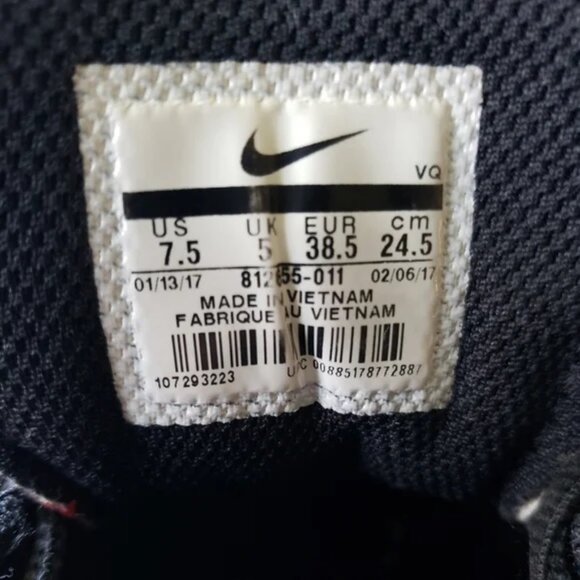 VQ
US UK EUR cm
7.5 5 38.5 24.5
01/13/17 02/06/17
MADE IN VIETNAM
FABRIQUE AU VIETNAM
107293223 UPC 00885178772887